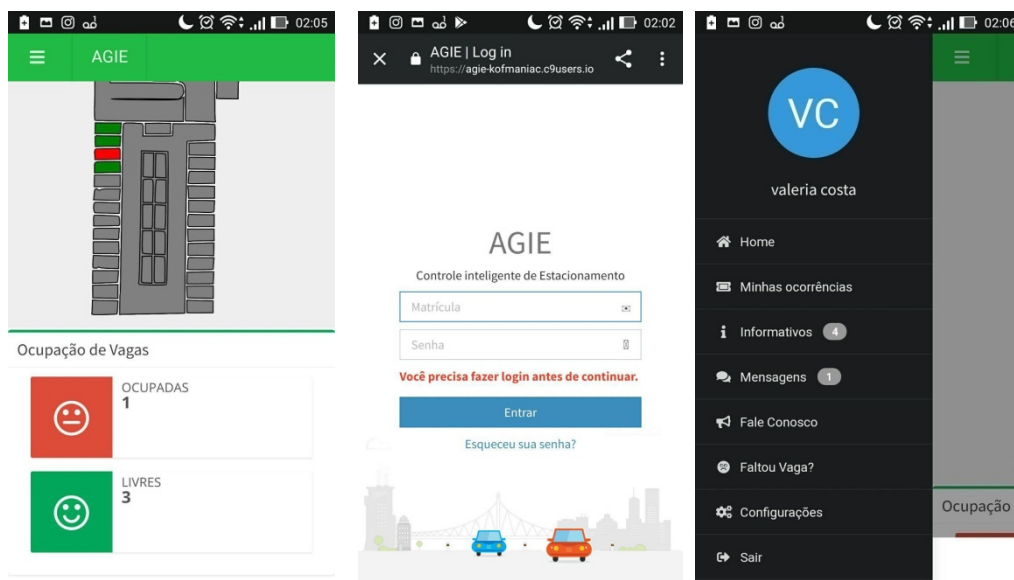 02:05
AGIE
Ocupação de Vagas
OCUPADAS
1
LIVRES
3
02:02
AGIE | Log in
https://agie-kofmaniac.c9users.io
AGIE
Controle inteligente de Estacionamento
Matrícula
Senha
Você precisa fazer login antes de continuar.
Entrar
Esqueceu sua senha?
02:06
VC
valeria costa
Home
Minhas ocorrências
Informativos 4
Mensagens 1
Fale Conosco
Faltou Vaga?
Configurações
Sair
Ocupação